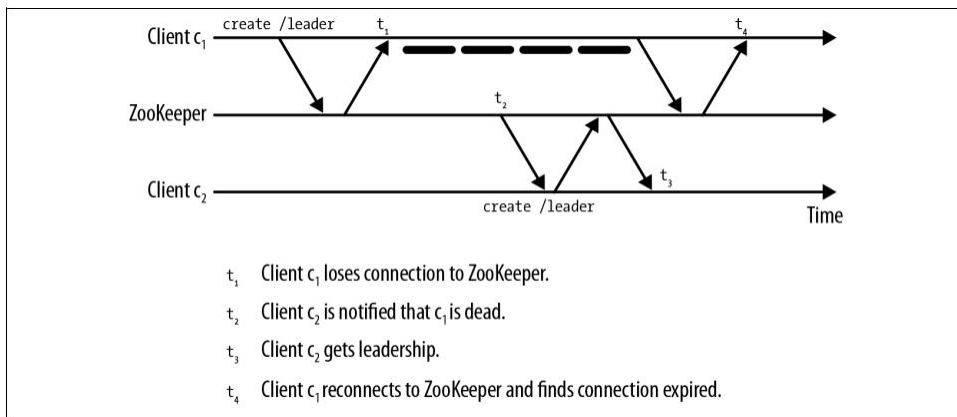 create /leader
t₁
t₄
Client c₁
ZooKeeper
t₂
Client c₂
t₃
create /leader
Time
t₁ Client c₁ loses connection to ZooKeeper.
t₂ Client c₂ is notified that c₁ is dead.
t₃ Client c₂ gets leadership.
t₄ Client c₁ reconnects to ZooKeeper and finds connection expired.